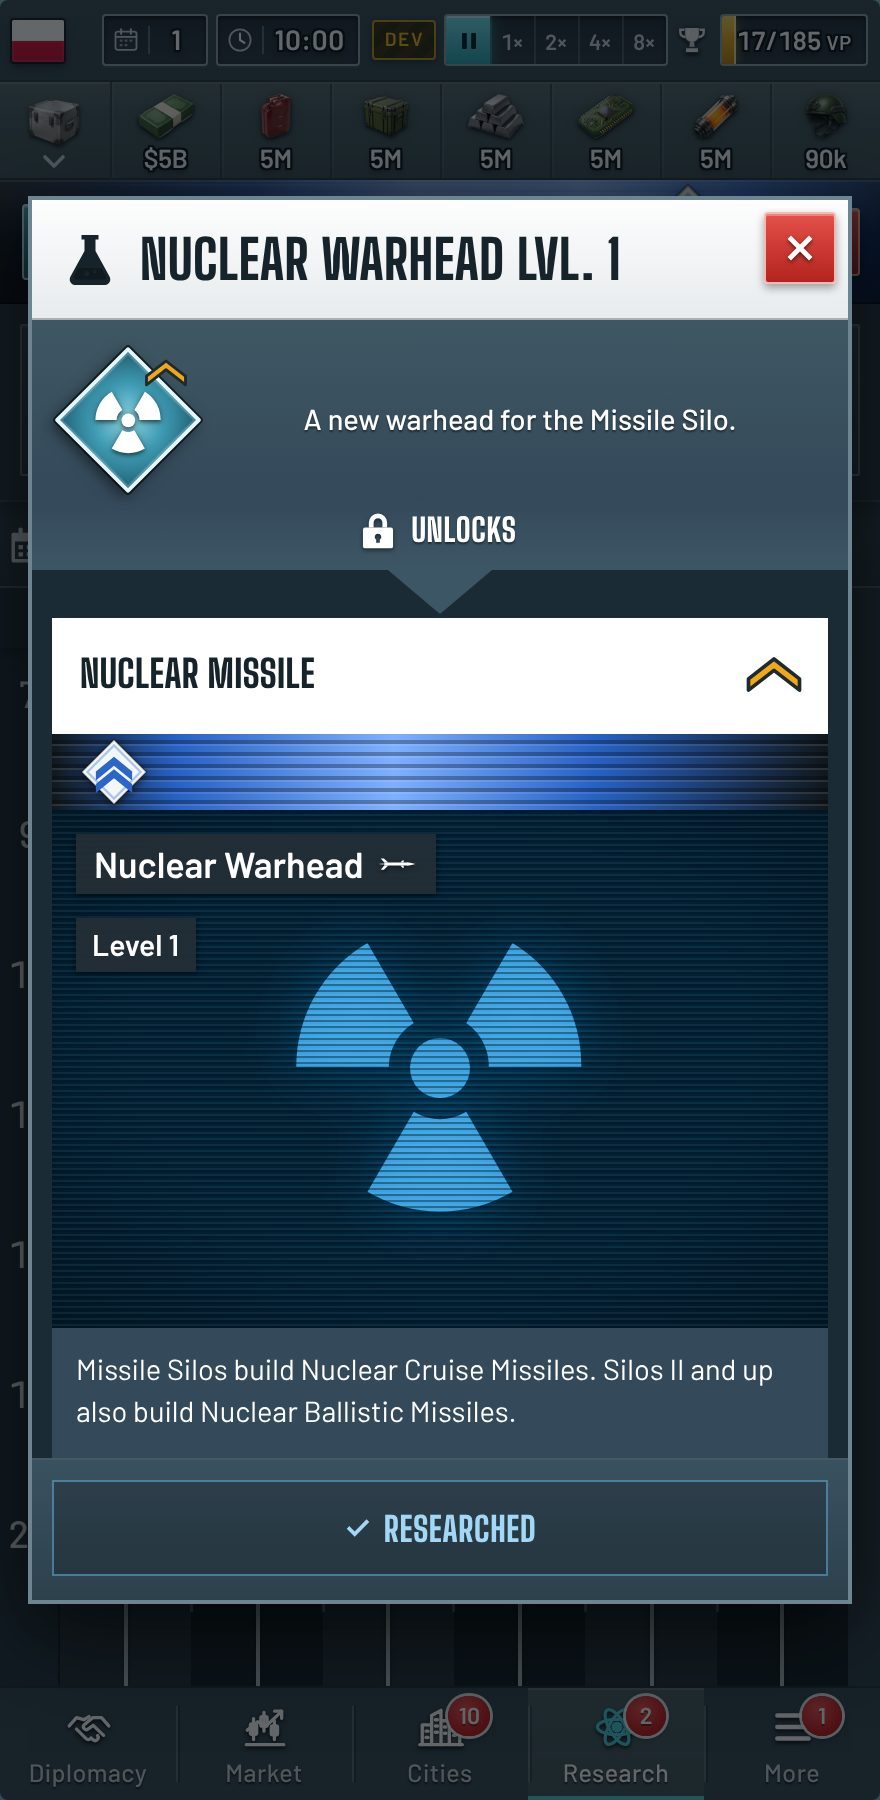 1
10:00
DEV
1×
2×
4×
8×
17/185 VP
$5B
5M
5M
5M
5M
5M
90k
NUCLEAR WARHEAD LVL. 1
A new warhead for the Missile Silo.
UNLOCKS
NUCLEAR MISSILE
Nuclear Warhead
Level 1
Missile Silos build Nuclear Cruise Missiles. Silos II and up
also build Nuclear Ballistic Missiles.
RESEARCHED
10
2
1
Diplomacy
Market
Cities
Research
More